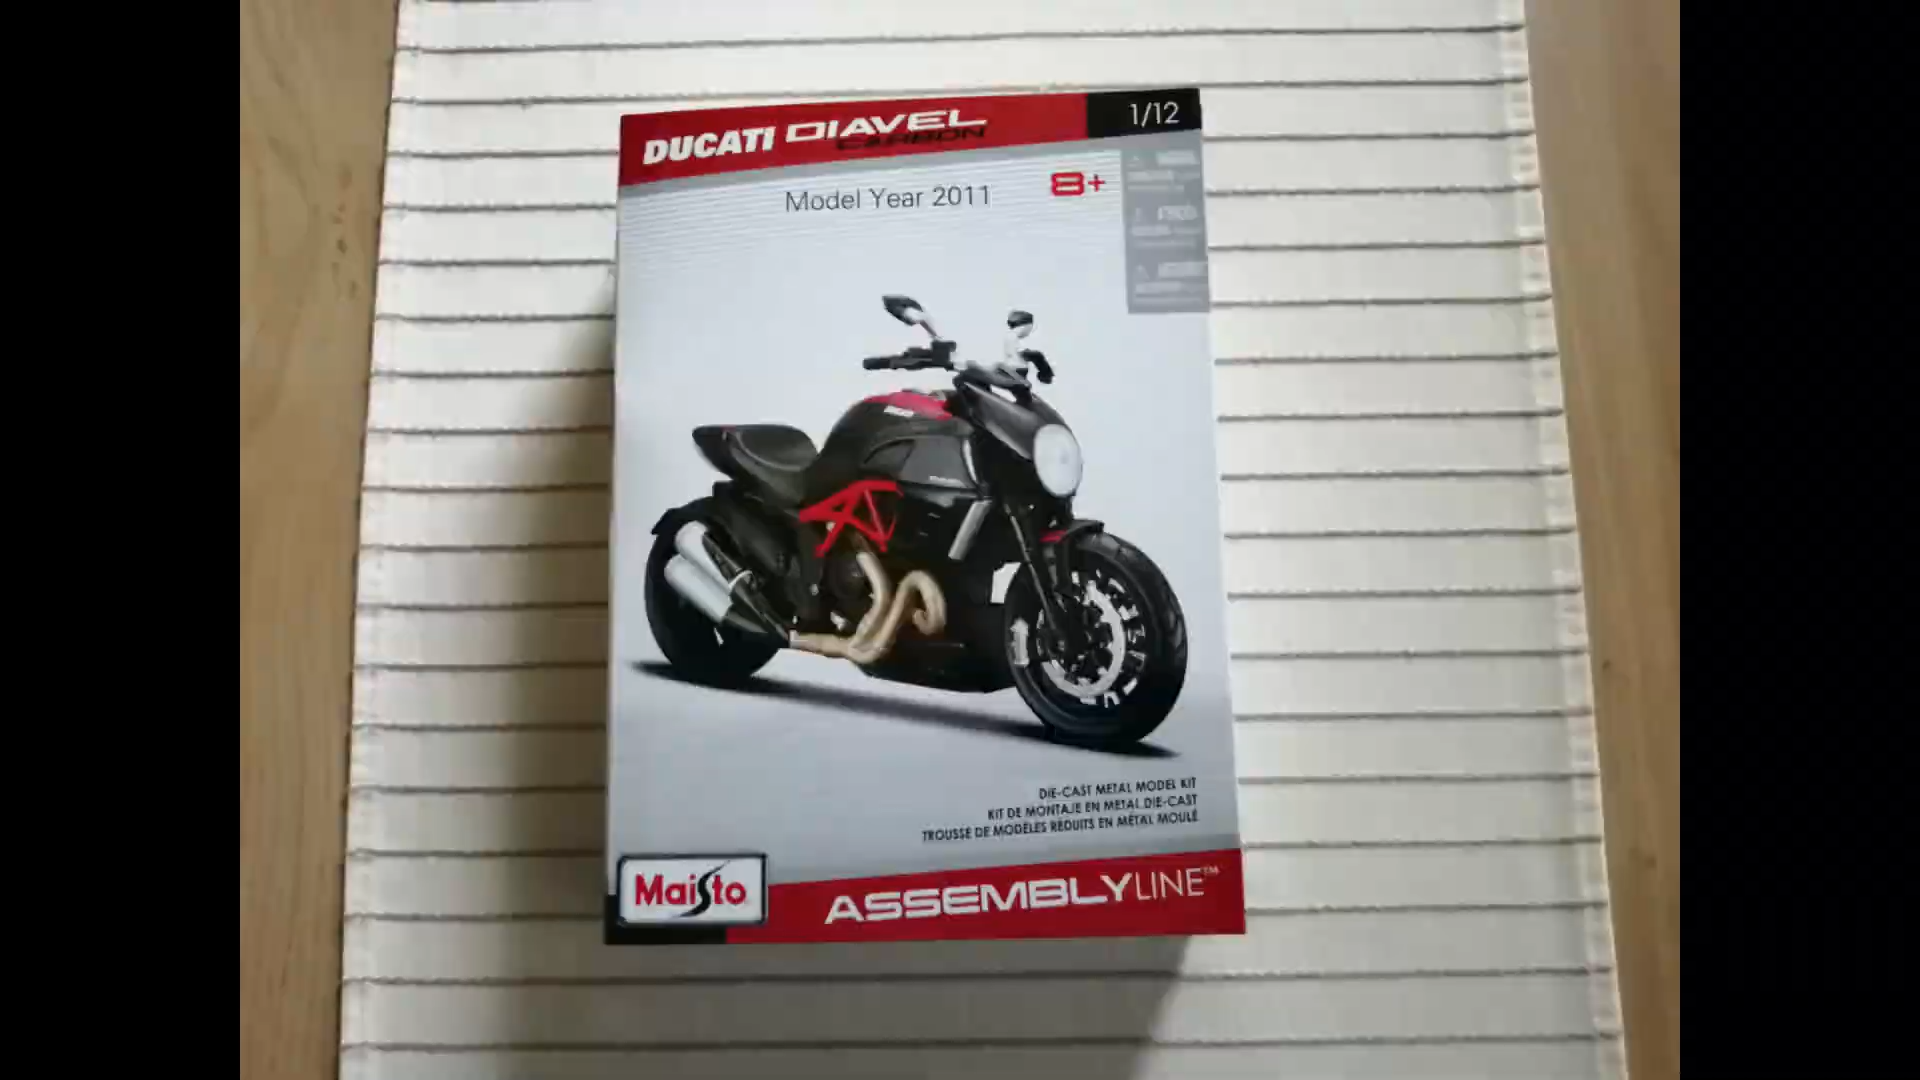 DUCATI DIAVEL
CARBON
1/12
Model Year 2011
8+
DUCATI
DIE-CAST METAL MODEL KIT
KIT DE MONTAJE EN METAL DIE-CAST
TROUSSE DE MODÈLES RÉDUITS EN MÉTAL MOULÉ
Maisto
ASSEMBLYLINE™